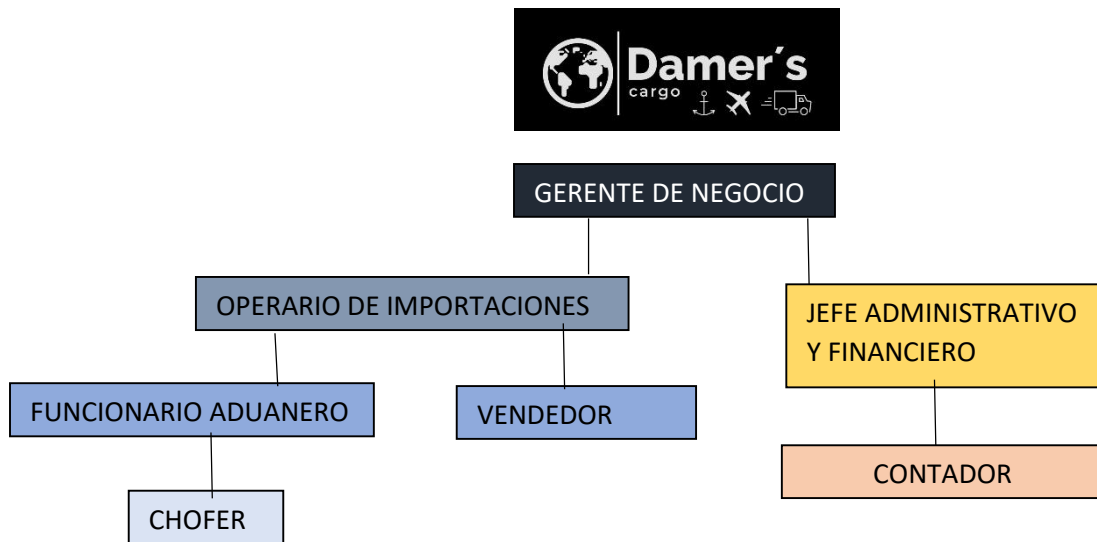 Damer´s
cargo
GERENTE DE NEGOCIO
OPERARIO DE IMPORTACIONES
JEFE ADMINISTRATIVO
Y FINANCIERO
FUNCIONARIO ADUANERO
VENDEDOR
CONTADOR
CHOFER